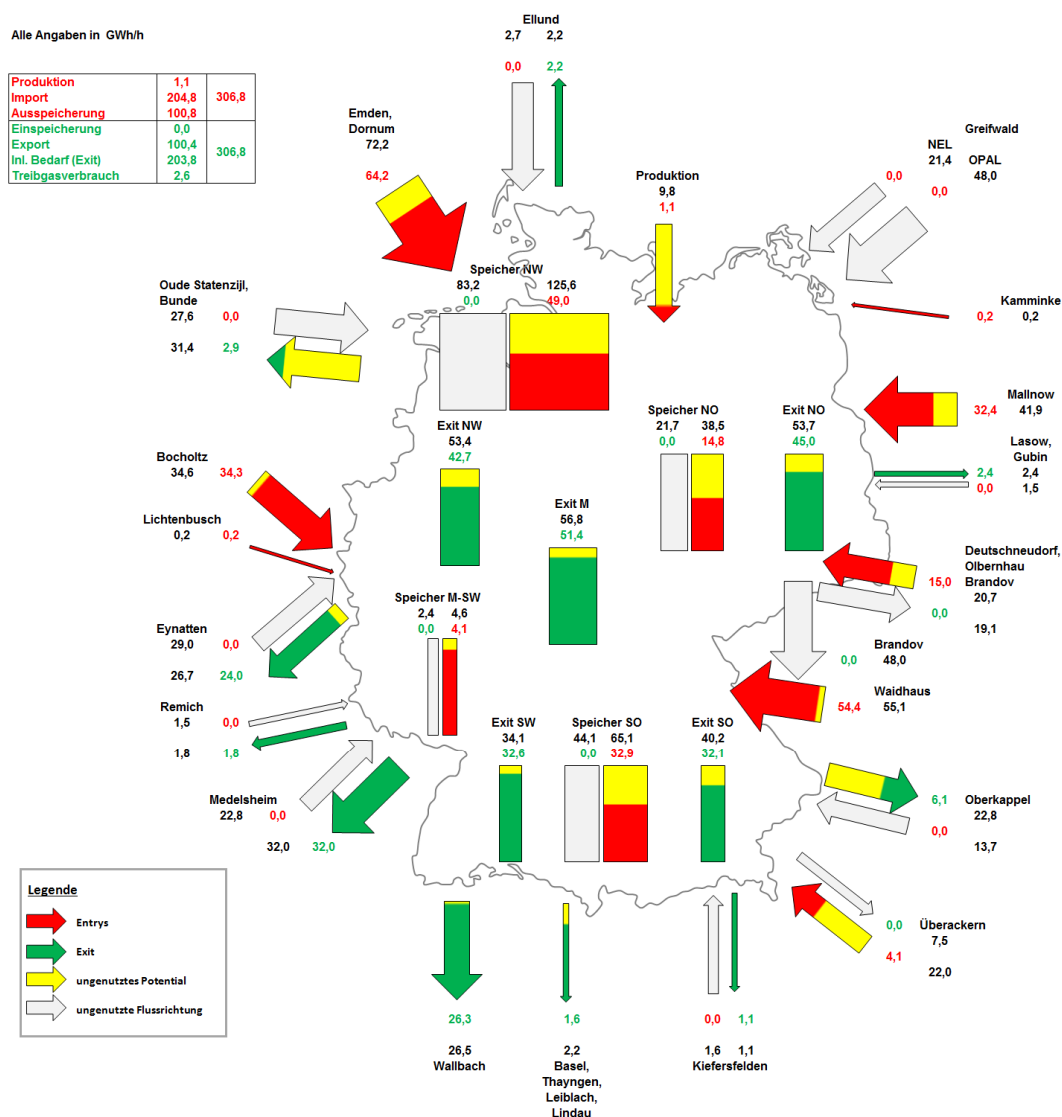 Alle Angaben in GWh/h
Produktion 1,1
Import 204,8 306,8
Ausspeicherung 100,8
Einspeicherung 0,0
Export 100,4 306,8
Inl. Bedarf (Exit) 203,8
Treibgasverbrauch 2,6
Ellund
2,7 2,2
0,0 2,2
Emden,
Dornum
72,2
64,2
Produktion
9,8
1,1
Greifwald
NEL
21,4 OPAL
0,0 48,0
0,0
Speicher NW
83,2 125,6
0,0 49,0
Oude Statenzijl,
Bunde
27,6 0,0
31,4 2,9
Kamminke
0,2 0,2
Mallnow
32,4 41,9
Speicher NO
21,7 38,5
0,0 14,8
Exit NO
53,7
45,0
Exit NW
53,4
42,7
Lasow,
Gubin
2,4 2,4
0,0 1,5
Bocholtz
34,6 34,3
Exit M
56,8
51,4
Lichtenbusch
0,2 0,2
Deutschneudorf,
Olbernhau
15,0 Brandov
20,7
0,0
19,1
Speicher M-SW
2,4 4,6
0,0 4,1
Eynatten
29,0 0,0
26,7 24,0
Brandov
0,0 48,0
Waidhaus
54,4 55,1
Remich
1,5 0,0
1,8 1,8
Exit SW
34,1
32,6
Speicher SO
44,1 65,1
0,0 32,9
Exit SO
40,2
32,1
Medelsheim
22,8 0,0
32,0 32,0
6,1 Oberkappel
22,8
0,0
13,7
Legende
Entrys
Exit
ungenutztes Potential
ungenutzte Flussrichtung
0,0 Überackern
7,5
4,1
22,0
26,3
26,5
Wallbach
1,6
2,2
Basel,
Thayngen,
Leiblach,
Lindau
0,0 1,1
1,6 1,1
Kiefersfelden